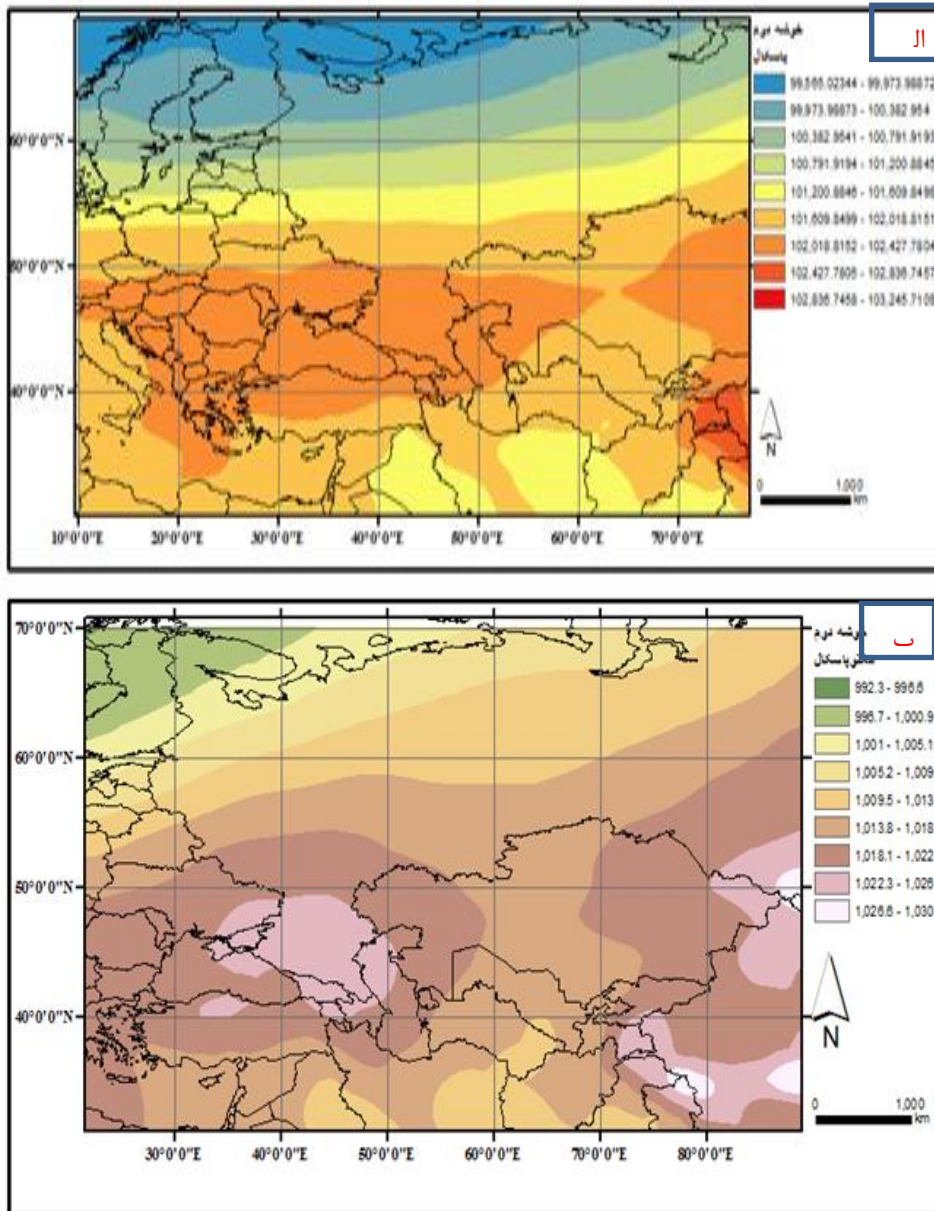 ال
خوشه دوم
پاسکال
99,565.02344 - 99,973.98872
99,973.98873 - 100,382.954
100,382.9541 - 100,791.9193
100,791.9194 - 101,200.8845
101,200.8846 - 101,609.8498
101,609.8499 - 102,018.8151
102,018.8152 - 102,427.7804
102,427.7805 - 102,836.7457
102,836.7458 - 103,245.7109
60°0'0"N
50°0'0"N
40°0'0"N
N
0 1,000
km
10°0'0"E 20°0'0"E 30°0'0"E 40°0'0"E 50°0'0"E 60°0'0"E 70°0'0"E
ب
خوشه دوم
992.3 - 996.6
996.7 - 1,000.9
1,001 - 1,005.1
1,005.2 - 1,009
1,009.5 - 1,013
1,013.8 - 1,018
1,018.1 - 1,022
1,022.3 - 1,026
1,026.6 - 1,030
70°0'0"N
60°0'0"N
50°0'0"N
40°0'0"N
N
0 1,000
km
30°0'0"E 40°0'0"E 50°0'0"E 60°0'0"E 70°0'0"E 80°0'0"E